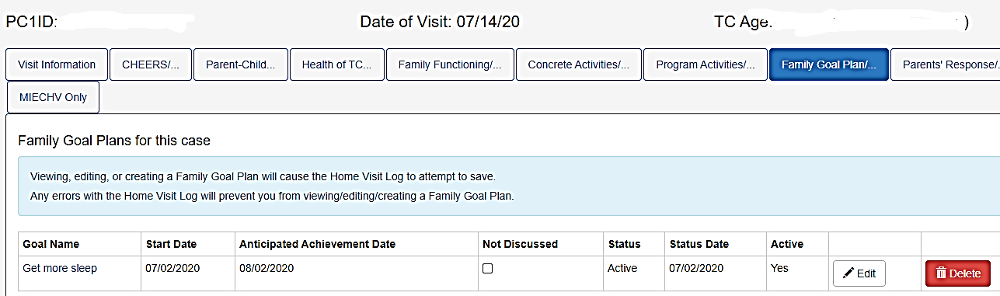 PC1ID: Date of Visit: 07/14/20 TC Age: )
Visit Information CHEERS/... Parent-Child... Health of TC... Family Functioning/... Concrete Activities/... Program Activities/... Family Goal Plan/... Parents' Response/..
MIECHV Only
Family Goal Plans for this case
Viewing, editing, or creating a Family Goal Plan will cause the Home Visit Log to attempt to save.
Any errors with the Home Visit Log will prevent you from viewing/editing/creating a Family Goal Plan.
Goal Name Start Date Anticipated Achievement Date Not Discussed Status Status Date Active
Get more sleep 07/02/2020 08/02/2020 Active 07/02/2020 Yes Edit Delete